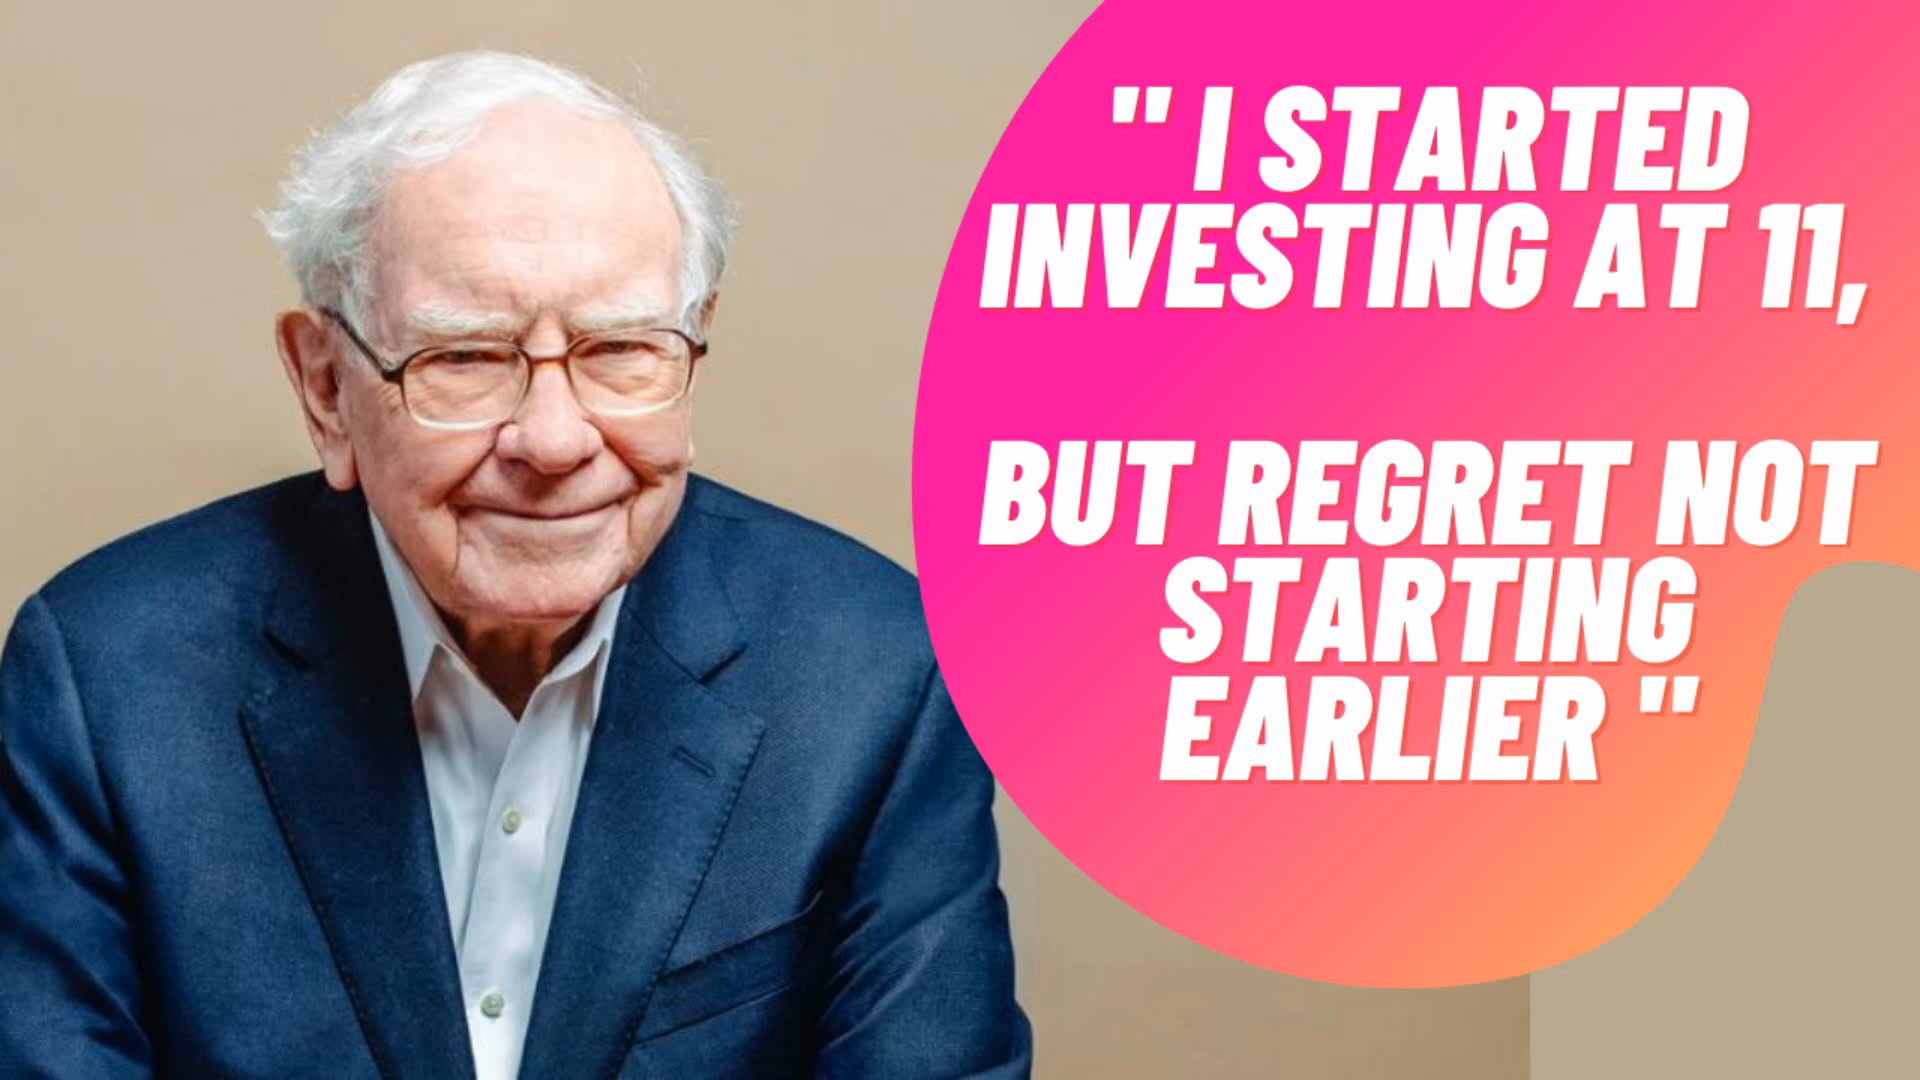 " I STARTED
INVESTING AT 11,
BUT REGRET NOT
STARTING
EARLIER "